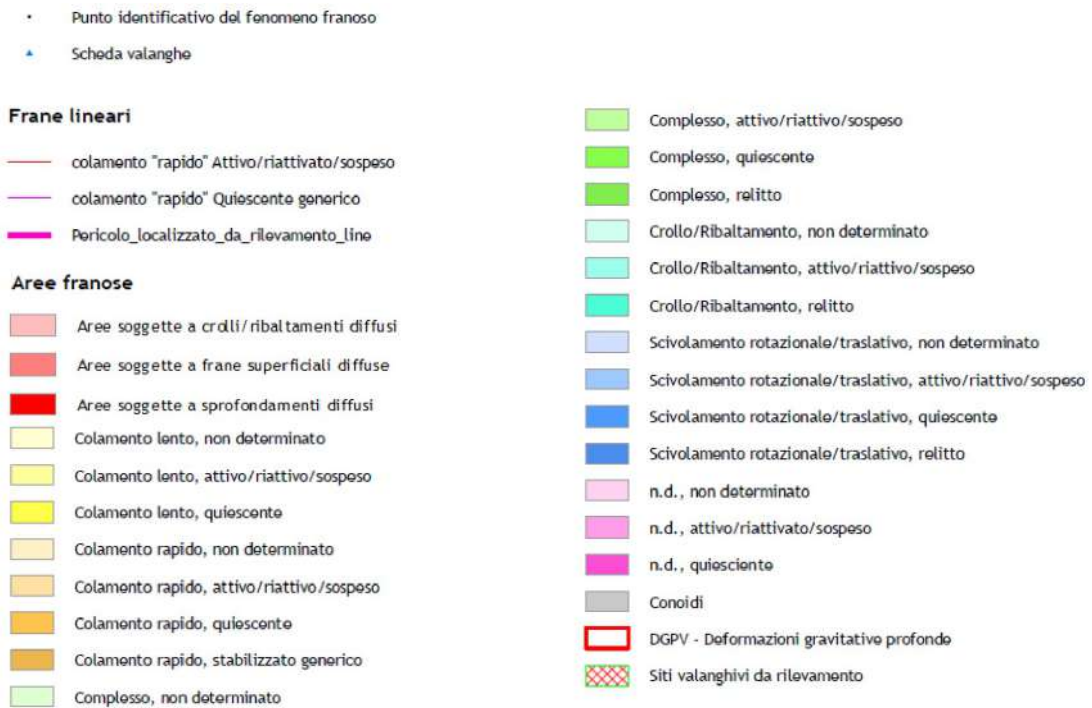 Punto identificativo del fenomeno franoso
Scheda valanghe
Frane lineari
colamento "rapido" Attivo/riattivato/sospeso
colamento "rapido" Quiescente generico
Pericolo_localizzato_da_rilevamento_line
Aree franose
Aree soggette a crolli/ribaltamenti diffusi
Aree soggette a frane superficiali diffuse
Aree soggette a sprofondamenti diffusi
Colamento lento, non determinato
Colamento lento, attivo/riattivo/sospeso
Colamento lento, quiescente
Colamento rapido, non determinato
Colamento rapido, attivo/riattivo/sospeso
Colamento rapido, quiescente
Colamento rapido, stabilizzato generico
Complesso, non determinato
Complesso, attivo/riattivo/sospeso
Complesso, quiescente
Complesso, relitto
Crollo/Ribaltamento, non determinato
Crollo/Ribaltamento, attivo/riattivo/sospeso
Crollo/Ribaltamento, relitto
Scivolamento rotazionale/traslativo, non determinato
Scivolamento rotazionale/traslativo, attivo/riattivo/sospeso
Scivolamento rotazionale/traslativo, quiescente
Scivolamento rotazionale/traslativo, relitto
n.d., non determinato
n.d., attivo/riattivato/sospeso
n.d., quiesciente
Conoidi
DGPV - Deformazioni gravitative profonde
Siti valanghivi da rilevamento